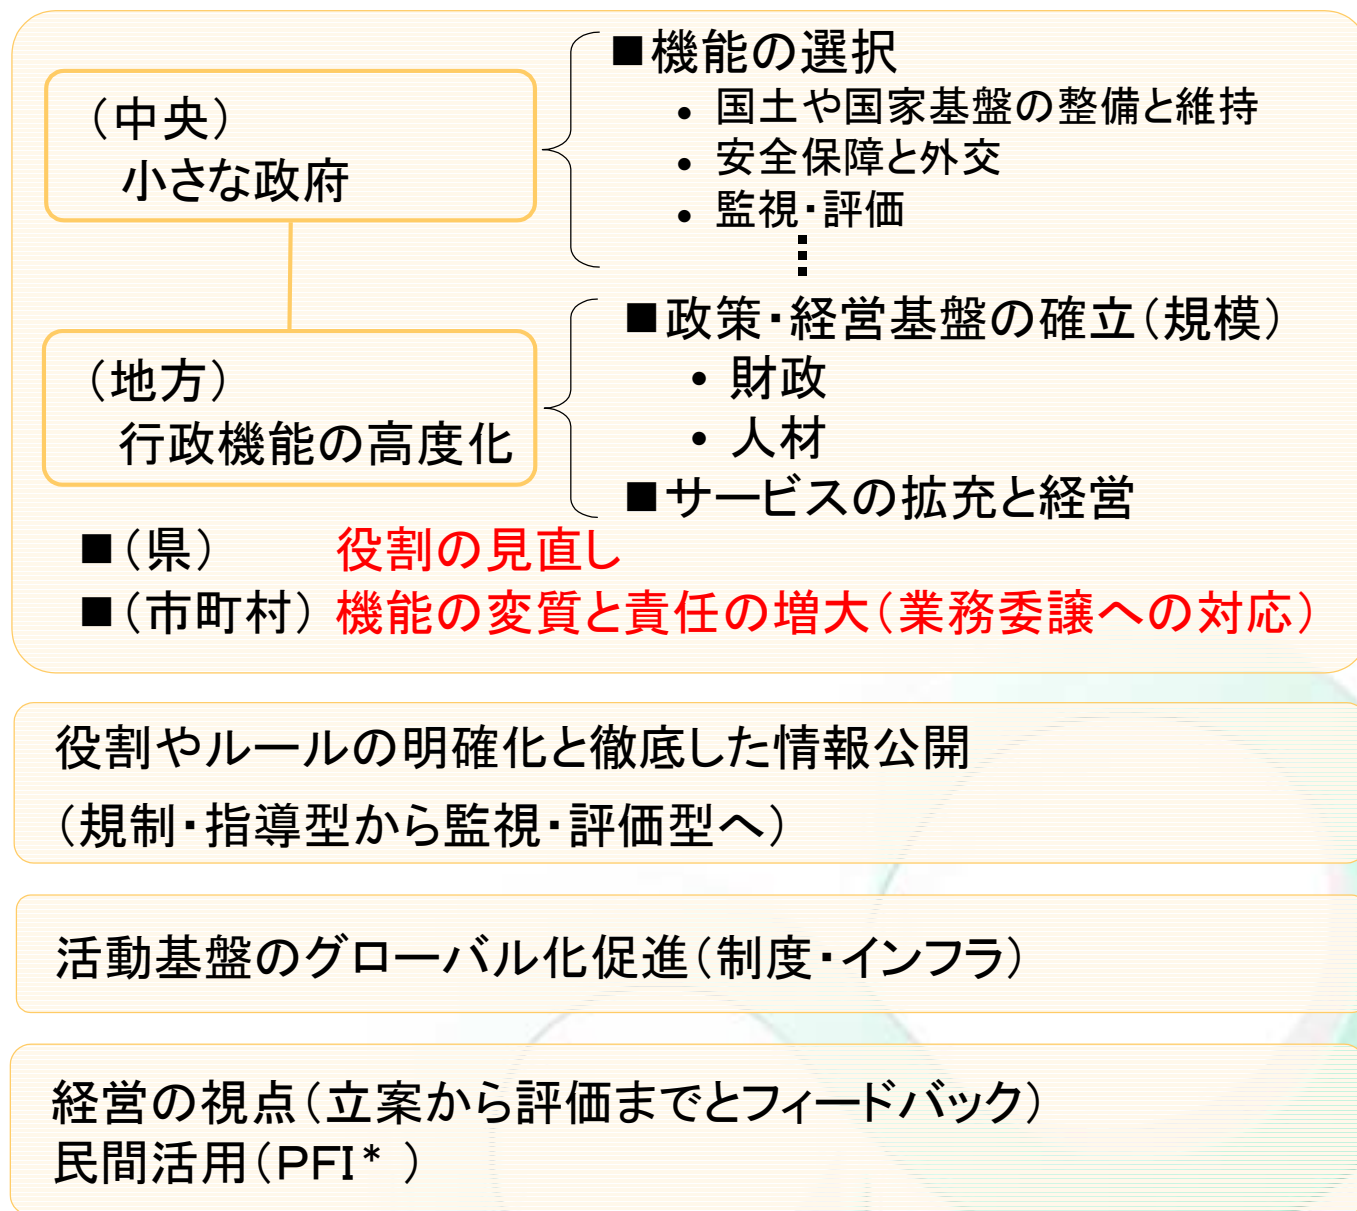 ■機能の選択
• 国土や国家基盤の整備と維持
• 安全保障と外交
• 監視・評価
（中央）
小さな政府
■政策・経営基盤の確立（規模）
• 財政
• 人材
■サービスの拡充と経営
（地方）
行政機能の高度化
■（県） 役割の見直し
■（市町村） 機能の変質と責任の増大（業務委譲への対応）
役割やルールの明確化と徹底した情報公開
（規制・指導型から監視・評価型へ）
活動基盤のグローバル化促進（制度・インフラ）
経営の視点（立案から評価までとフィードバック）
民間活用（PFI* ）